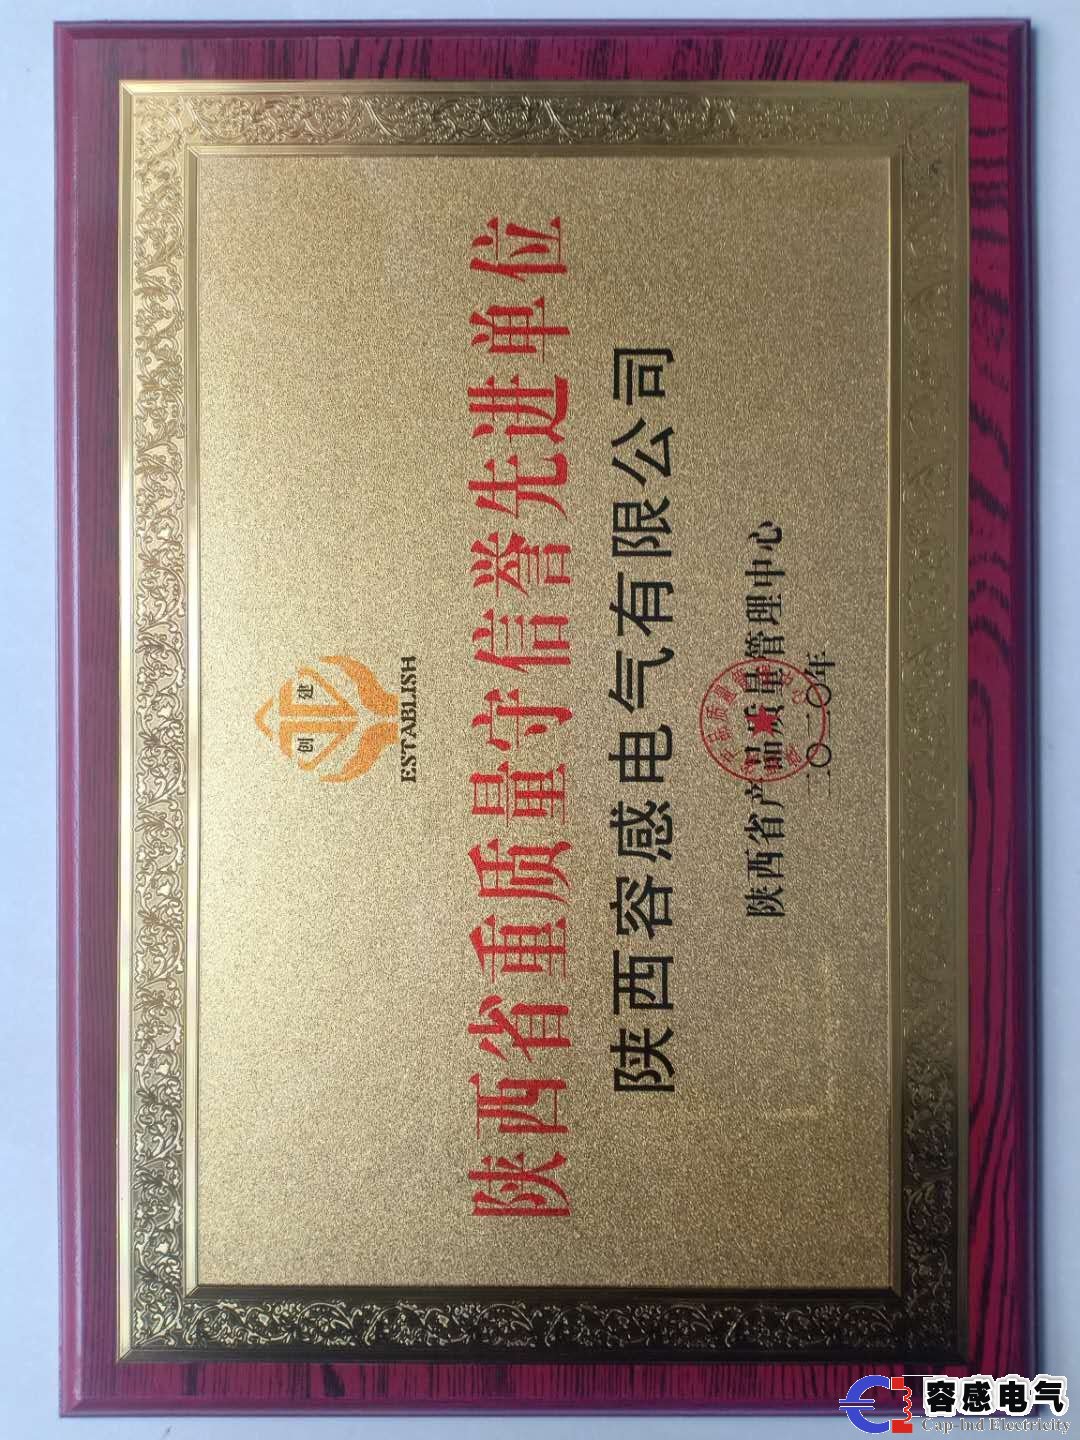 创 建
ESTABLISH
陕西省重质量守信誉先进单位
陕西容感电气有限公司
陕西省产品质量管理中心
二〇二〇年
容感电气
Cap-Ind Electricity